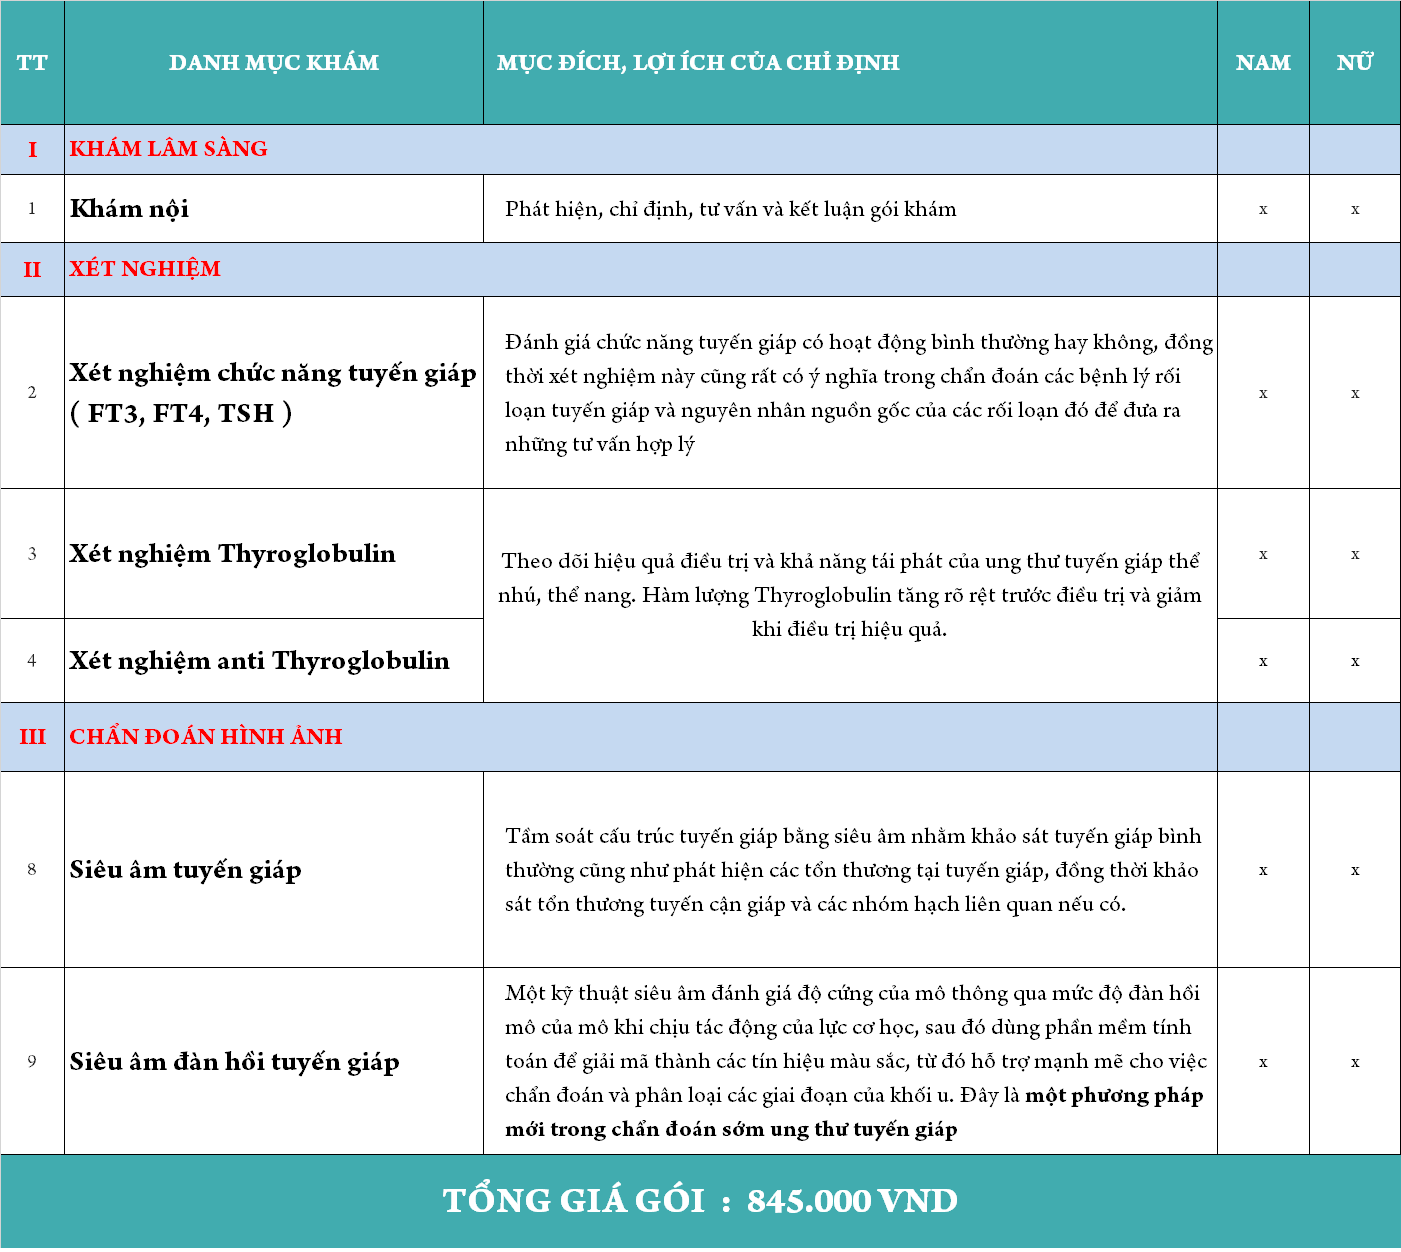 TT DANH MỤC KHÁM MỤC ĐÍCH, LỢI ÍCH CỦA CHỈ ĐỊNH NAM NỮ
I KHÁM LÂM SÀNG
1 Khám nội Phát hiện, chỉ định, tư vấn và kết luận gói khám x x
II XÉT NGHIỆM
2 Xét nghiệm chức năng tuyến giáp
( FT3, FT4, TSH )
Đánh giá chức năng tuyến giáp có hoạt động bình thường hay không, đồng
thời xét nghiệm này cũng rất có ý nghĩa trong chẩn đoán các bệnh lý rối
loạn tuyến giáp và nguyên nhân nguồn gốc của các rối loạn đó để đưa ra
những tư vấn hợp lý
x x
3 Xét nghiệm Thyroglobulin
Theo dõi hiệu quả điều trị và khả năng tái phát của ung thư tuyến giáp thể
nhú, thể nang. Hàm lượng Thyroglobulin tăng rõ rệt trước điều trị và giảm
khi điều trị hiệu quả.
x x
4 Xét nghiệm anti Thyroglobulin x x
III CHẨN ĐOÁN HÌNH ẢNH
8 Siêu âm tuyến giáp
Tầm soát cấu trúc tuyến giáp bằng siêu âm nhằm khảo sát tuyến giáp bình
thường cũng như phát hiện các tổn thương tại tuyến giáp, đồng thời khảo
sát tổn thương tuyến cận giáp và các nhóm hạch liên quan nếu có.
x x
9 Siêu âm đàn hồi tuyến giáp
Một kỹ thuật siêu âm đánh giá độ cứng của mô thông qua mức độ đàn hồi
mô của mô khi chịu tác động của lực cơ học, sau đó dùng phần mềm tính
toán để giải mã thành các tín hiệu màu sắc, từ đó hỗ trợ mạnh mẽ cho việc
chẩn đoán và phân loại các giai đoạn của khối u. Đây là một phương pháp
mới trong chẩn đoán sớm ung thư tuyến giáp
x x
TỔNG GIÁ GÓI : 845.000 VND